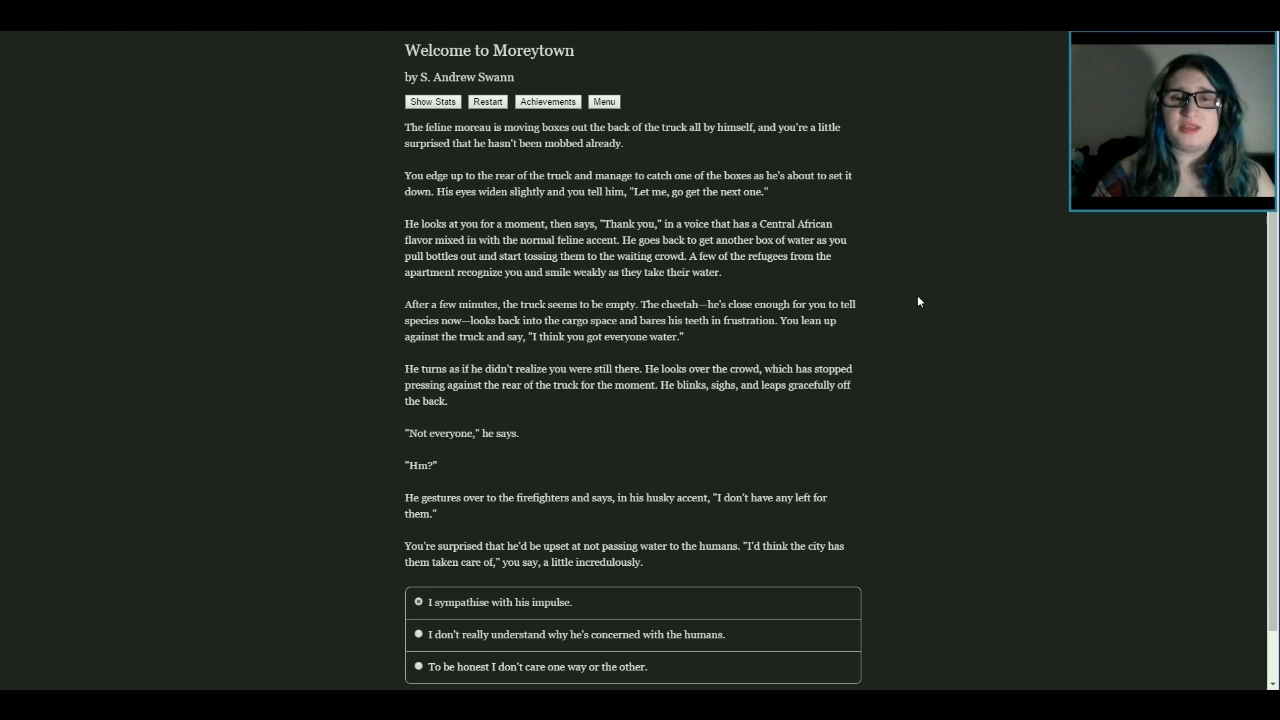 Welcome to Moreytown
by S. Andrew Swann
Show Stats Restart Achievements Menu
The feline moreau is moving boxes out the back of the truck all by himself, and you're a little
surprised that he hasn't been mobbed already.
You edge up to the rear of the truck and manage to catch one of the boxes as he's about to set it
down. His eyes widen slightly and you tell him, "Let me, go get the next one."
He looks at you for a moment, then says, "Thank you," in a voice that has a Central African
flavor mixed in with the normal feline accent. He goes back to get another box of water as you
pull bottles out and start tossing them to the waiting crowd. A few of the refugees from the
apartment recognize you and smile weakly as they take their water.
After a few minutes, the truck seems to be empty. The cheetah—he's close enough for you to tell
species now—looks back into the cargo space and bares his teeth in frustration. You lean up
against the truck and say, "I think you got everyone water."
He turns as if he didn't realize you were still there. He looks over the crowd, which has stopped
pressing against the rear of the truck for the moment. He blinks, sighs, and leaps gracefully off
the back.
"Not everyone," he says.
"Hm?"
He gestures over to the firefighters and says, in his husky accent, "I don't have any left for
them."
You're surprised that he'd be upset at not passing water to the humans. "I'd think the city has
them taken care of," you say, a little incredulously.
I sympathise with his impulse.
I don't really understand why he's concerned with the humans.
To be honest I don't care one way or the other.